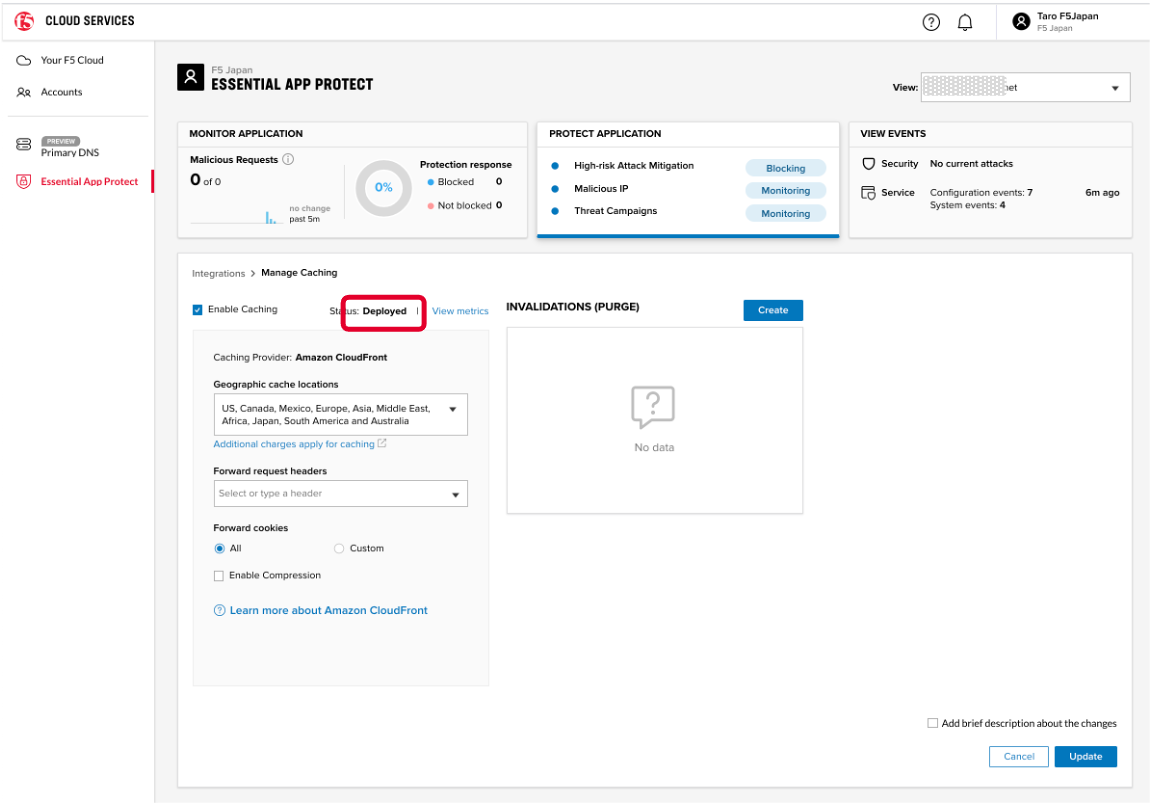 f5 CLOUD SERVICES
Taro F5Japan
F5 Japan
Your F5 Cloud
Accounts
PREVIEW
Primary DNS
Essential App Protect
F5 Japan
ESSENTIAL APP PROTECT
View: net
MONITOR APPLICATION
Malicious Requests
0 of 0
no change
past 5m
0%
Protection response
Blocked 0
Not blocked 0
PROTECT APPLICATION
High-risk Attack Mitigation Blocking
Malicious IP Monitoring
Threat Campaigns Monitoring
VIEW EVENTS
Security No current attacks
Service Configuration events: 7 6m ago
System events: 4
Integrations > Manage Caching
Enable Caching Status: Deployed | View metrics
Caching Provider: Amazon CloudFront
Geographic cache locations
US, Canada, Mexico, Europe, Asia, Middle East,
Africa, Japan, South America and Australia
Additional charges apply for caching
Forward request headers
Select or type a header
Forward cookies
All Custom
Enable Compression
Learn more about Amazon CloudFront
INVALIDATIONS (PURGE) Create
No data
Add brief description about the changes
Cancel Update